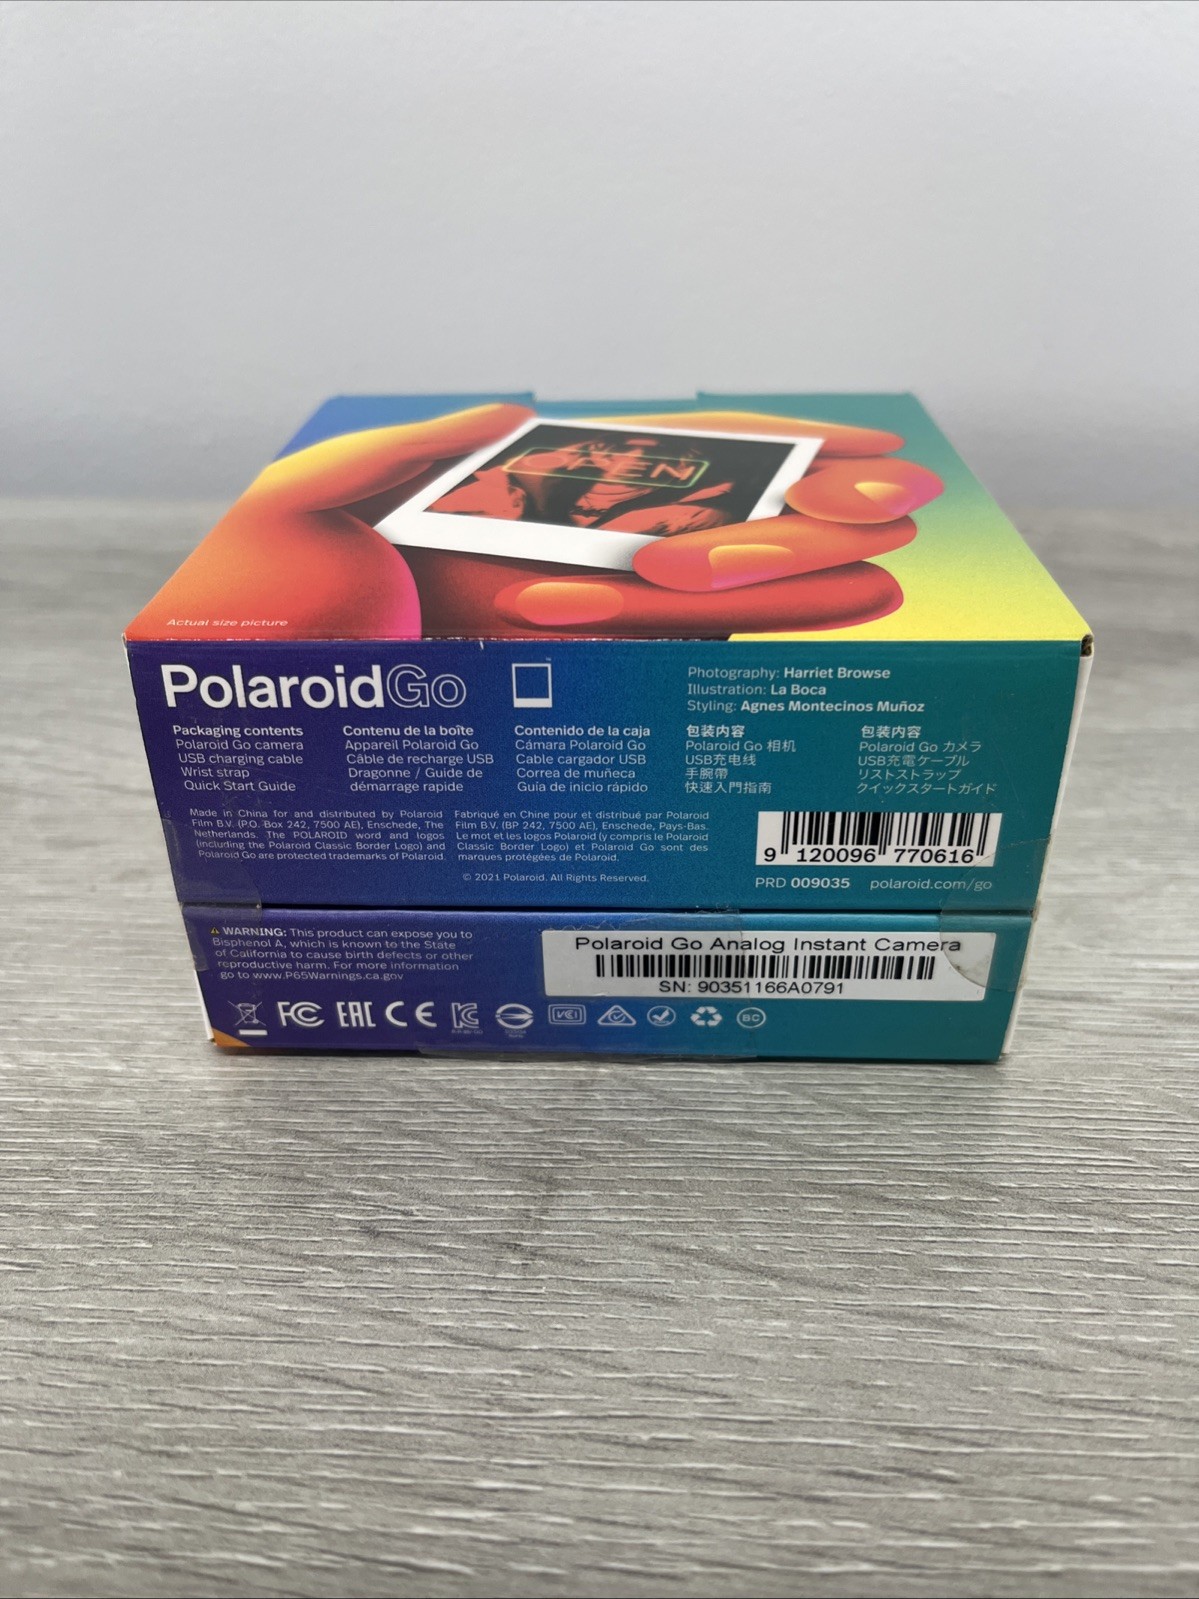 OPEN
Actual size picture
PolaroidGo
Photography: Harriet Browse
Illustration: La Boca
Styling: Agnes Montecinos Muñoz
Packaging contents
Polaroid Go camera
USB charging cable
Wrist strap
Quick Start Guide
Contenu de la boîte
Appareil Polaroid Go
Câble de recharge USB
Dragonne / Guide de
démarrage rapide
Contenido de la caja
Cámara Polaroid Go
Cable cargador USB
Correa de muñeca
Guía de inicio rápido
包装内容
Polaroid Go 相机
USB充电线
手腕帶
快速入門指南
包装内容
Polaroid Go カメラ
USB充電ケーブル
リストストラップ
クイックスタートガイド
Made in China for and distributed by Polaroid
Film B.V. (P.O. Box 242, 7500 AE), Enschede, The
Netherlands. The POLAROID word and logos
(including the Polaroid Classic Border Logo) and
Polaroid Go are protected trademarks of Polaroid.
Fabriqué en Chine pour et distribué par Polaroid
Film B.V. (BP 242, 7500 AE), Enschede, Pays-Bas.
Le mot et les logos Polaroid (y compris le Polaroid
Classic Border Logo) et Polaroid Go sont des
marques protégées de Polaroid.
© 2021 Polaroid. All Rights Reserved.
9 120096 770616
PRD 009035 polaroid.com/go
WARNING: This product can expose you to
Bisphenol A, which is known to the State
of California to cause birth defects or other
reproductive harm. For more information
go to www.P65Warnings.ca.gov
Polaroid Go Analog Instant Camera
SN: 90351166A0791
FC EAC CE KC VCI BC